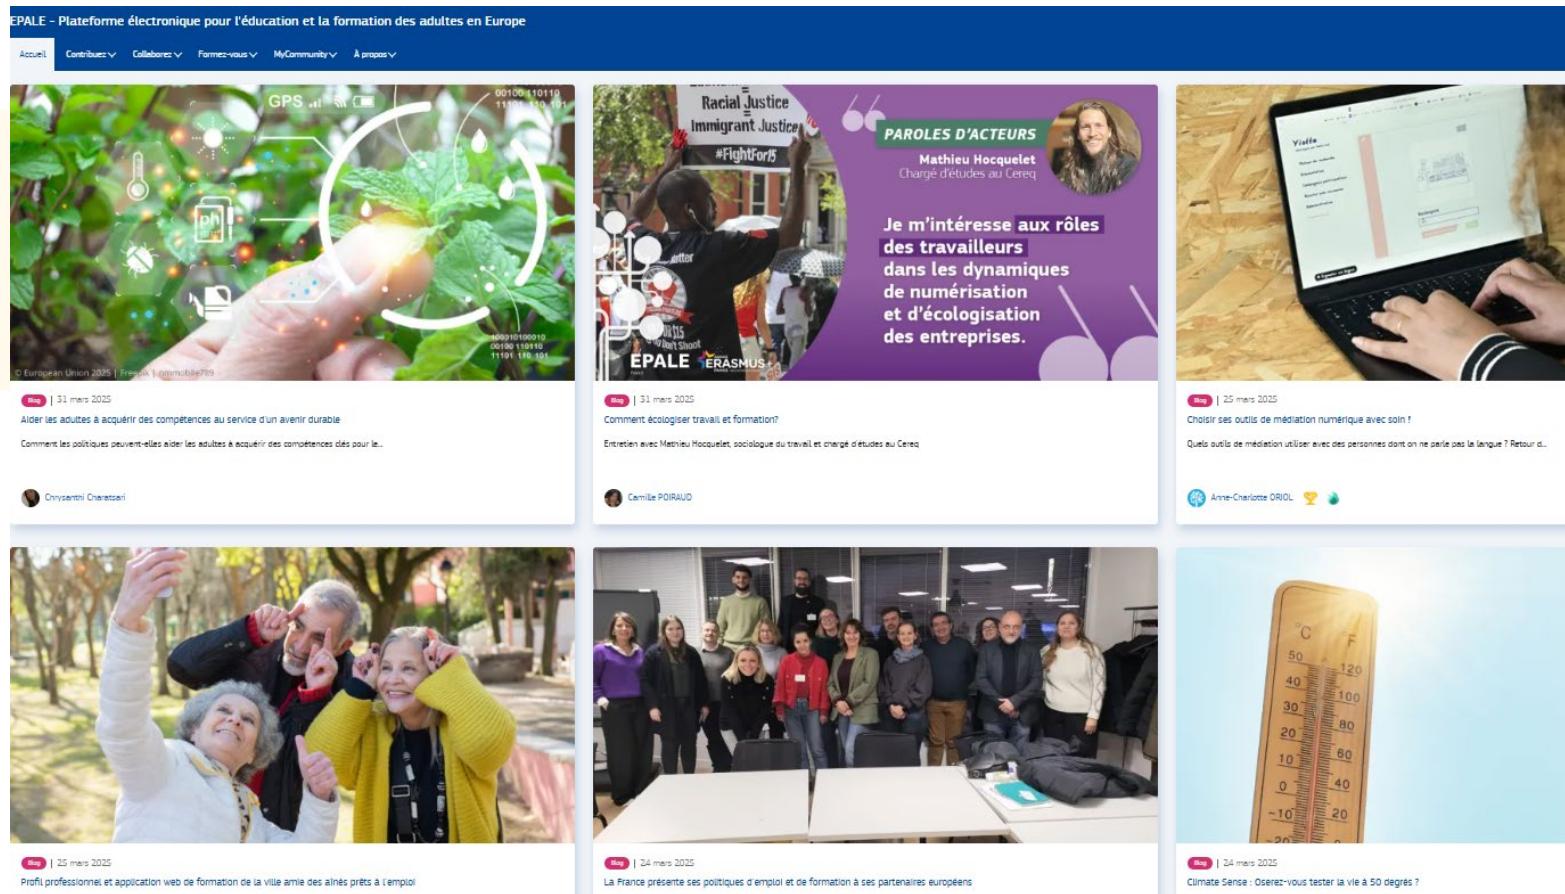 EPALE - Plateforme électronique pour l'éducation et la formation des adultes en Europe
Accueil
Contribuez
Collaborez
Formez-vous
MyCommunity
À propos
GPS
00100 110110
11101 110 101
ph
100010100010
00100 110110
11101 110 101
© European Union 2025 | Freepik |
Racial Justice
=
Immigrant Justice
#FightFor15
PAROLES D'ACTEURS
Mathieu Hocquelet
Chargé d'études au Cereq
Je m'intéresse aux rôles
des travailleurs
dans les dynamiques
de numérisation
et d'écologisation
des entreprises.
EPALE
ERASMUS+
Blog | 31 mars 2025
Aider les adultes à acquérir des compétences au service d'un avenir durable
Comment les politiques peuvent-elles aider les adultes à acquérir des compétences clés pour le...
Chrysanthi Charatsari
Blog | 31 mars 2025
Comment écologiser travail et formation?
Entretien avec Mathieu Hocquelet, sociologue du travail et chargé d'études au Cereq
Camille POIRAUD
Blog | 25 mars 2025
Choisir ses outils de médiation numérique avec soin !
Quels outils de médiation utiliser avec des personnes dont on ne parle pas la langue ? Retour d...
Anne-Charlotte ORIOL
°C F
50 120
40 100
30 80
20 60
10 40
0 20
-10
-20
Blog | 25 mars 2025
Profil professionnel et application web de formation de la ville amie des aînés prêts à l'emploi
Blog | 24 mars 2025
La France présente ses politiques d'emploi et de formation à ses partenaires européens
Blog | 24 mars 2025
Climate Sense : Oserez-vous tester la vie à 50 degrés ?